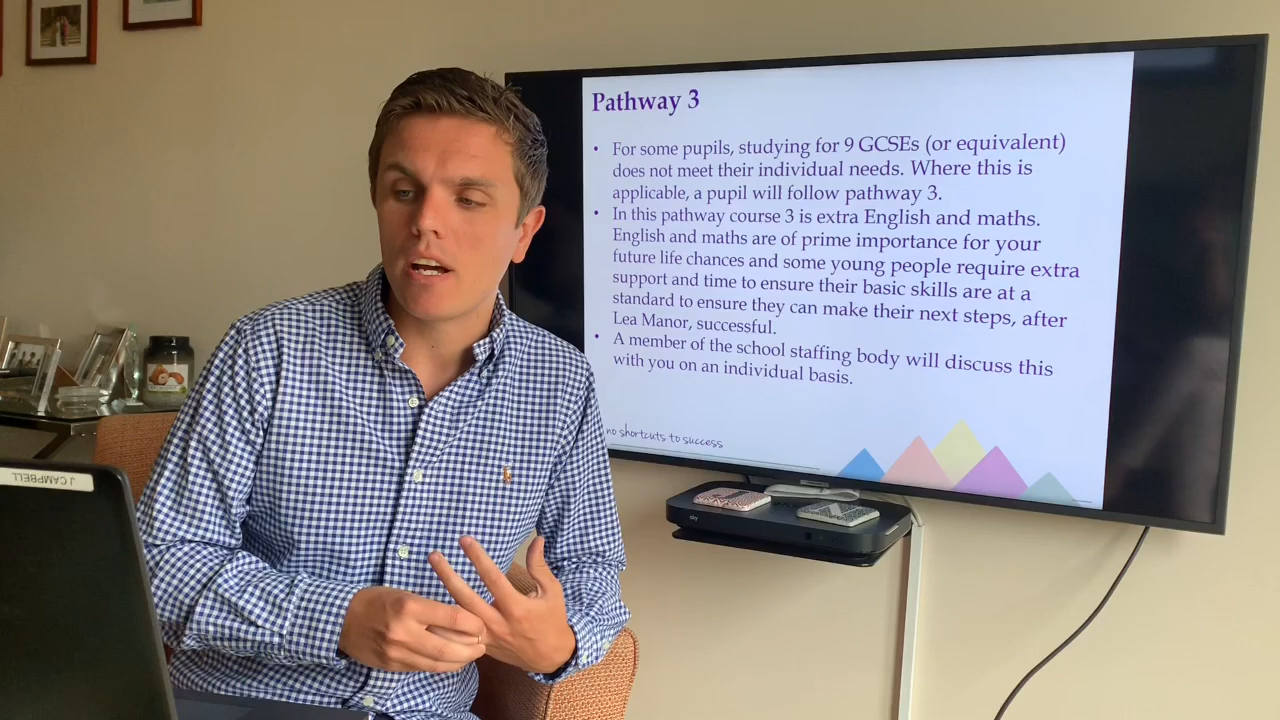 Pathway 3
• For some pupils, studying for 9 GCSEs (or equivalent)
does not meet their individual needs. Where this is
applicable, a pupil will follow pathway 3.
• In this pathway course 3 is extra English and maths.
English and maths are of prime importance for your
future life chances and some young people require extra
support and time to ensure their basic skills are at a
standard to ensure they can make their next steps, after
Lea Manor, successful.
• A member of the school staffing body will discuss this
with you on an individual basis.
no shortcuts to success
J CAMPBELL
sky